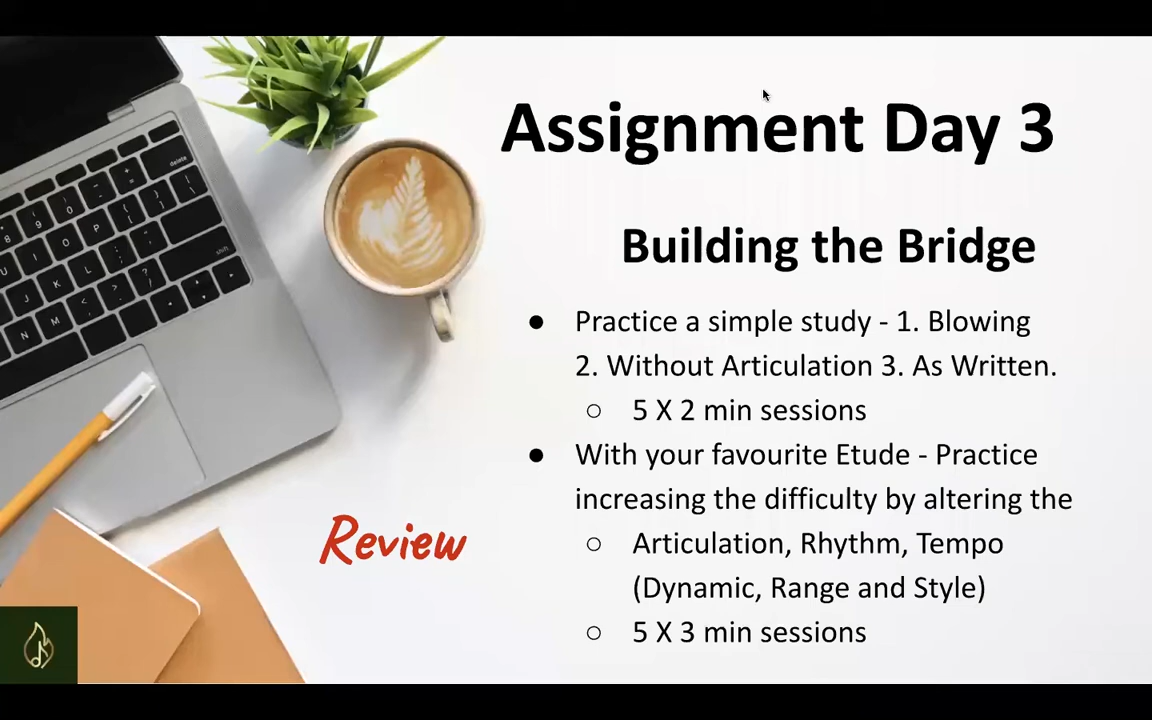 Assignment Day 3
Building the Bridge
● Practice a simple study - 1. Blowing
2. Without Articulation 3. As Written.
○ 5 X 2 min sessions
● With your favourite Etude - Practice
increasing the difficulty by altering the
○ Articulation, Rhythm, Tempo
(Dynamic, Range and Style)
○ 5 X 3 min sessions
Review